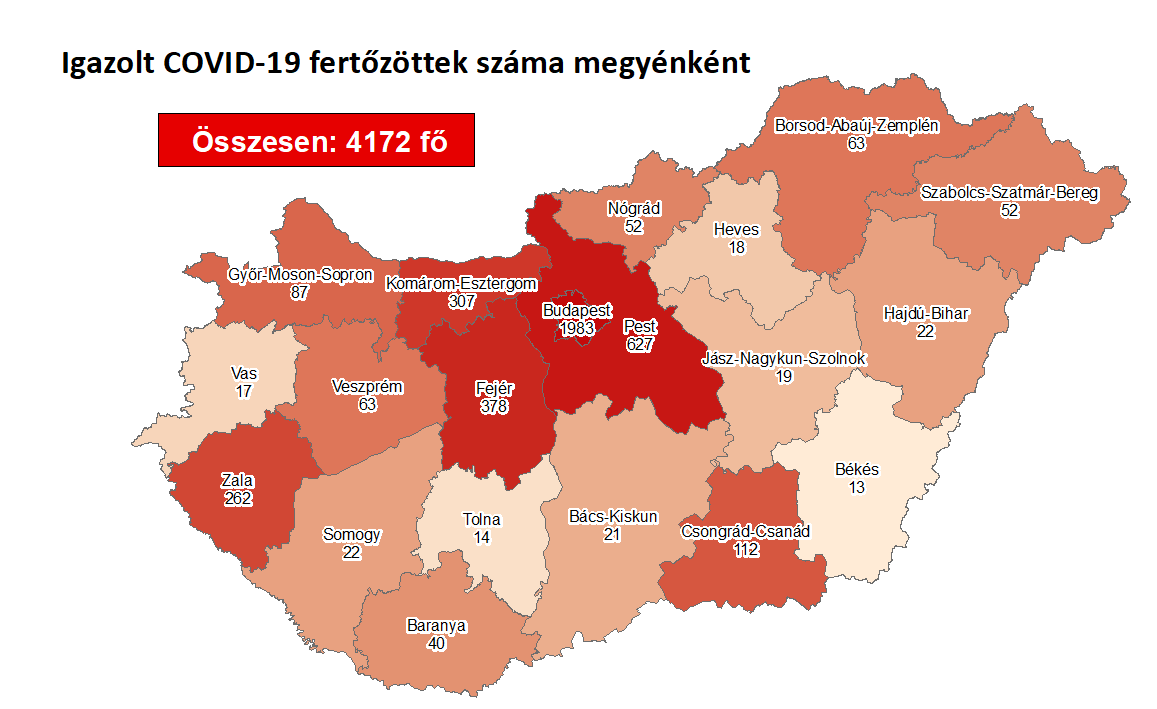 Igazolt COVID-19 fertőzöttek száma megyénként
Összesen: 4172 fő
Borsod-Abaúj-Zemplén
63
Szabolcs-Szatmár-Bereg
52
Nógrád
52
Heves
18
Győr-Moson-Sopron
87
Komárom-Esztergom
307
Budapest
1983
Pest
627
Hajdú-Bihar
22
Jász-Nagykun-Szolnok
19
Vas
17
Veszprém
63
Fejér
378
Békés
13
Zala
262
Somogy
22
Tolna
14
Bács-Kiskun
21
Csongrád-Csanád
112
Baranya
40